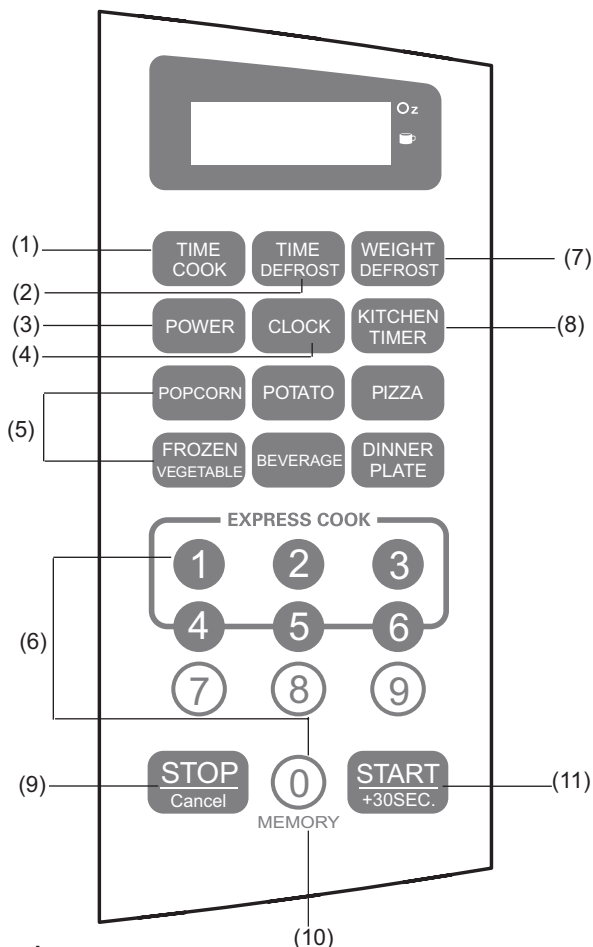 Oz
(1)
TIME
COOK
TIME
DEFROST
WEIGHT
DEFROST
(7)
(2)
(3)
POWER
CLOCK
KITCHEN
TIMER
(8)
(4)
(5)
POPCORN
POTATO
PIZZA
FROZEN
VEGETABLE
BEVERAGE
DINNER
PLATE
EXPRESS COOK
1
2
3
(6)
4
5
6
7
8
9
(9)
STOP
Cancel
0
MEMORY
START
+30SEC.
(11)
(10)